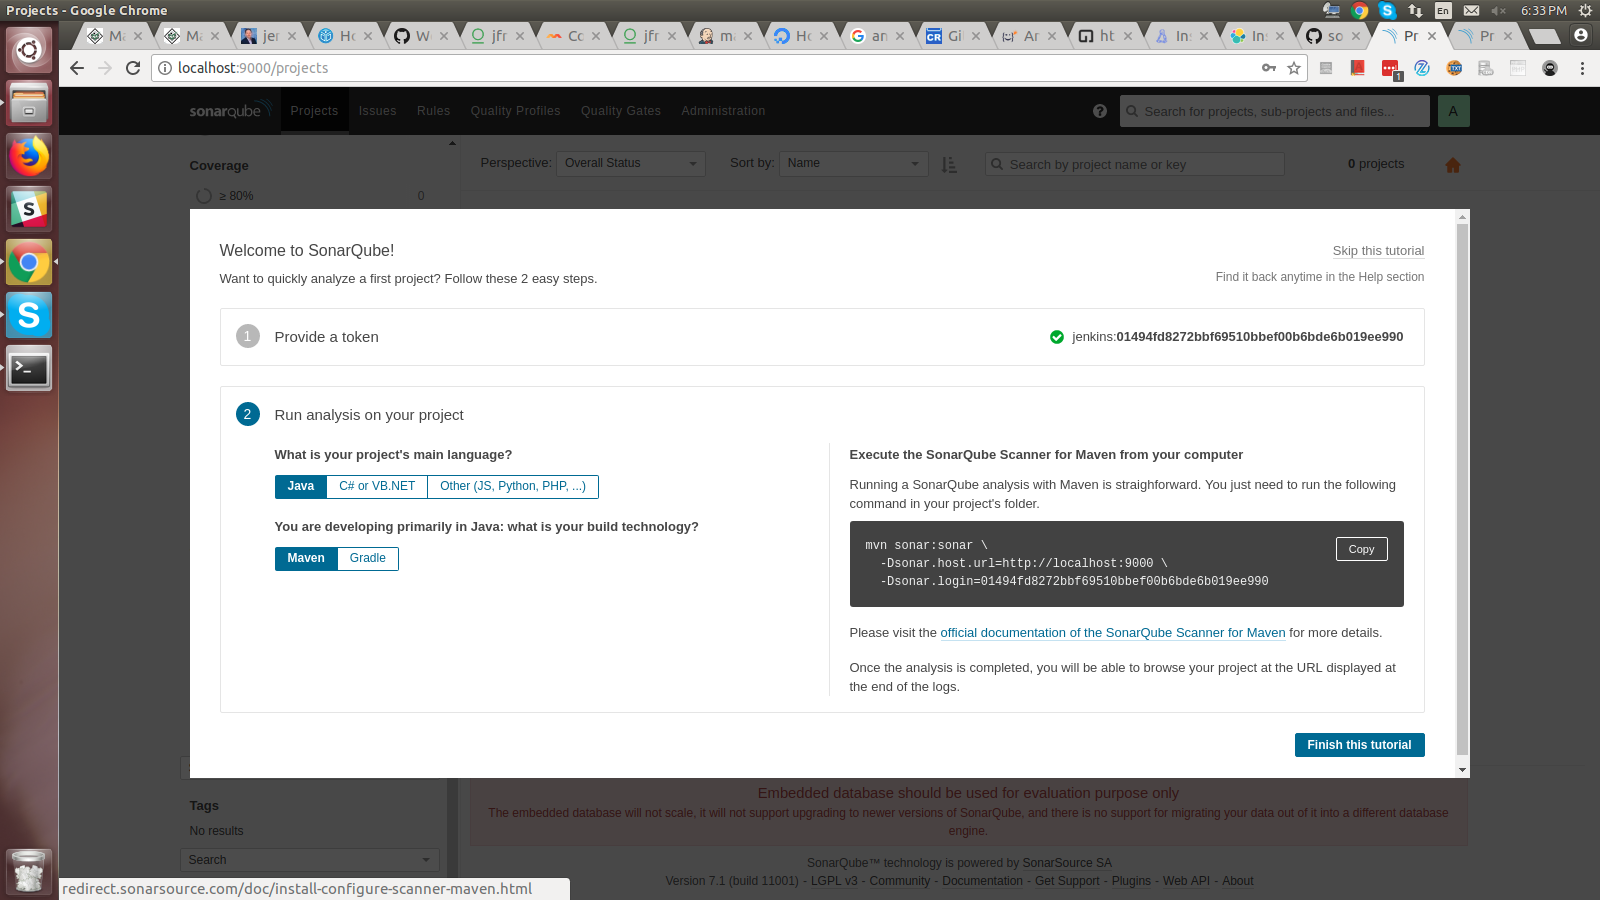 Projects - Google Chrome
En
6:33 PM
Ma
Ma
jer
Ho
We
jfr
Co
jfr
m
Ho
an
Gi
Ar
ht
Ins
Ins
so
Pr
Pr
localhost:9000/projects
1
sonarqube
Projects
Issues
Rules
Quality Profiles
Quality Gates
Administration
Search for projects, sub-projects and files...
A
Coverage
Perspective:
Overall Status
Sort by:
Name
Search by project name or key
0 projects
≥ 80%
0
Welcome to SonarQube!
Skip this tutorial
Want to quickly analyze a first project? Follow these 2 easy steps.
Find it back anytime in the Help section
1
Provide a token
jenkins:01494fd8272bbf69510bbef00b6bde6b019ee990
2
Run analysis on your project
What is your project's main language?
Java
C# or VB.NET
Other (JS, Python, PHP, ...)
You are developing primarily in Java: what is your build technology?
Maven
Gradle
Execute the SonarQube Scanner for Maven from your computer
Running a SonarQube analysis with Maven is straighforward. You just need to run the following
command in your project's folder.
mvn sonar:sonar \
-Dsonar.host.url=http://localhost:9000 \
-Dsonar.login=01494fd8272bbf69510bbef00b6bde6b019ee990
Copy
Please visit the official documentation of the SonarQube Scanner for Maven for more details.
Once the analysis is completed, you will be able to browse your project at the URL displayed at
the end of the logs.
Finish this tutorial
Tags
No results
Search
Embedded database should be used for evaluation purpose only
The embedded database will not scale, it will not support upgrading to newer versions of SonarQube, and there is no support for migrating your data out of it into a different database
engine.
SonarQube™ technology is powered by SonarSource SA
Version 7.1 (build 11001) - LGPL v3 - Community - Documentation - Get Support - Plugins - Web API - About
redirect.sonarsource.com/doc/install-configure-scanner-maven.html